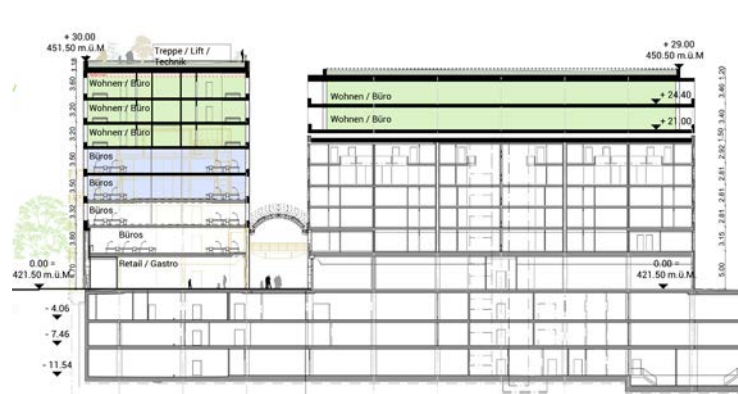 + 30.00
451.50 m.ü.M
Treppe / Lift /
Technik
+ 29.00
450.50 m.ü.M
Wohnen / Büro
Wohnen / Büro
Wohnen / Büro
Büros
Büros
Büros
Büros
Retail / Gastro
Wohnen / Büro
+ 24.40
Wohnen / Büro
+ 21.00
1.18
3.60
3.20
3.20
3.50
3.50
3.32
3.80
1.20
3.46
3.40
1.50
2.92
2.81
2.81
2.81
3.15
5.00
0.00 =
421.50 m.ü.M.
0.00 =
421.50 m.ü.M.
- 4.06
- 7.46
- 11.54